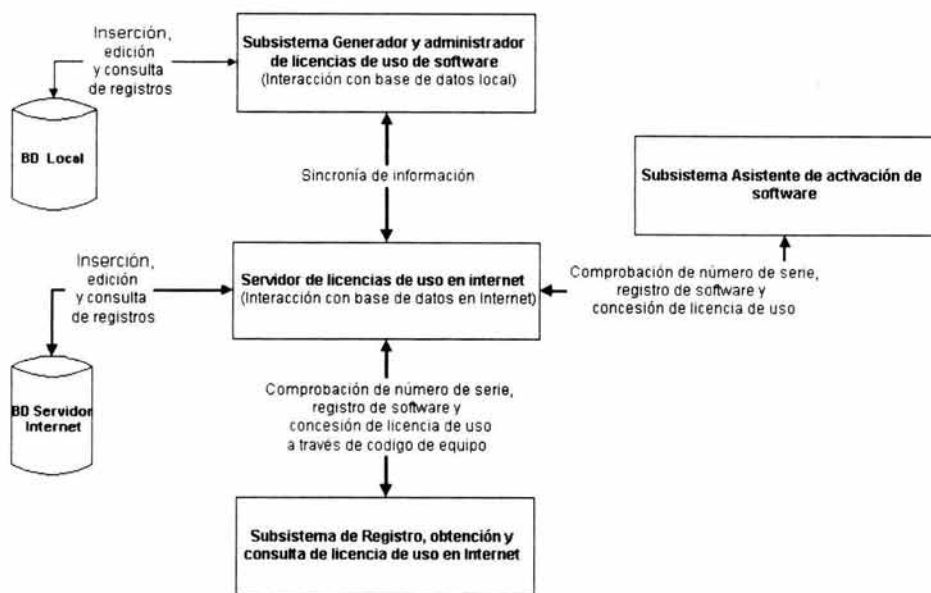 Inserción,
edición
y consulta
de registros
Subsistema Generador y administrador
de licencias de uso de software
(Interacción con base de datos local)
BD Local
Sincronía de información
Subsistema Asistente de activación de
software
Inserción,
edición
y consulta
de registros
Servidor de licencias de uso en internet
(Interacción con base de datos en Internet)
Comprobación de número de serie,
registro de software y
concesión de licencia de uso
BD Servidor
Internet
Comprobación de número de serie,
registro de software y
concesión de licencia de uso
a través de codigo de equipo
Subsistema de Registro, obtención y
consulta de licencia de uso en Internet